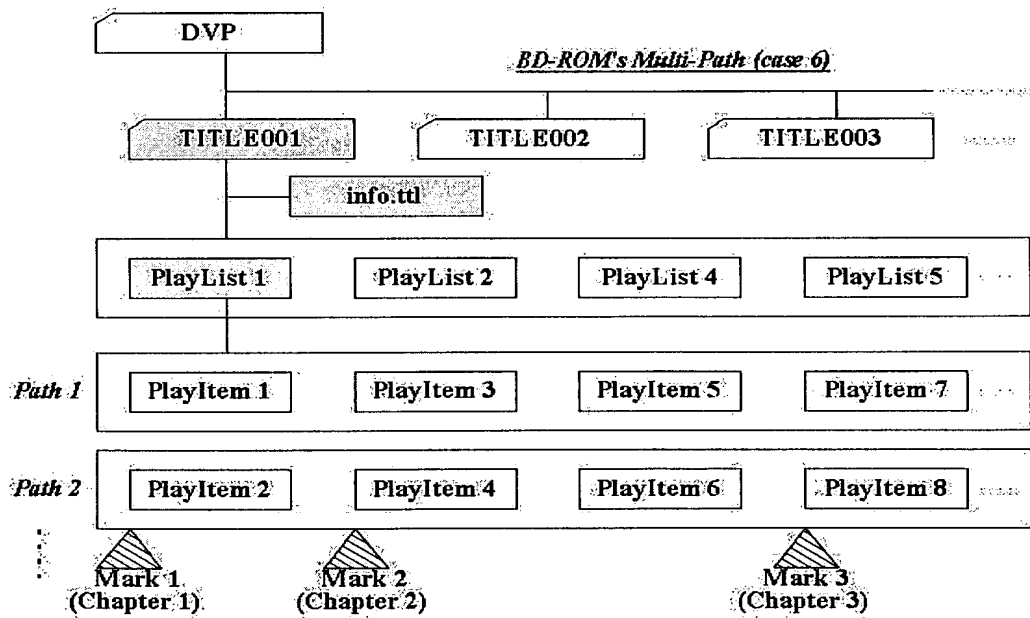 DVP
BD-ROM's Multi-Path (case 6)
TITLE001
TITLE002
TITLE003
info.ttl
PlayList 1
PlayList 2
PlayList 4
PlayList 5
Path 1
PlayItem 1
PlayItem 3
PlayItem 5
PlayItem 7
Path 2
PlayItem 2
PlayItem 4
PlayItem 6
PlayItem 8
Mark 1
(Chapter 1)
Mark 2
(Chapter 2)
Mark 3
(Chapter 3)